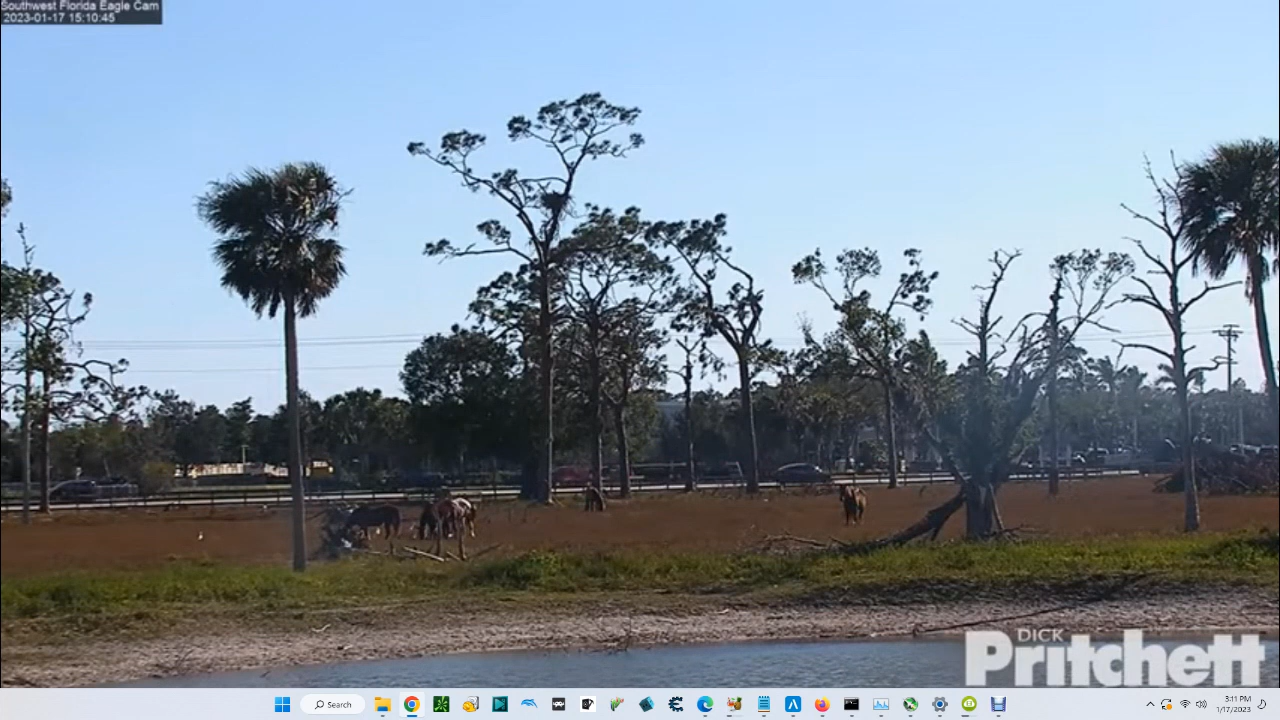 Southwest Florida Eagle Cam
2023-01-17 15:10:45
DICK
Pritchett
Search
3:11 PM
1/17/2023